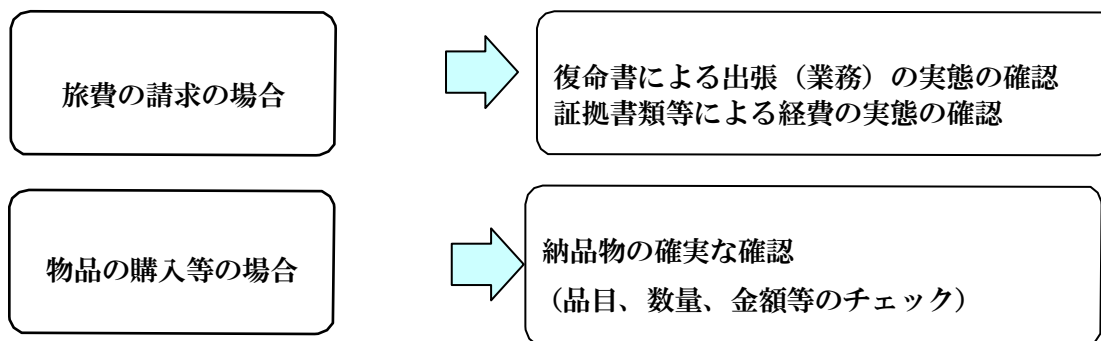 旅費の請求の場合
復命書による出張（業務）の実態の確認
証拠書類等による経費の実態の確認
物品の購入等の場合
納品物の確実な確認
（品目、数量、金額等のチェック）